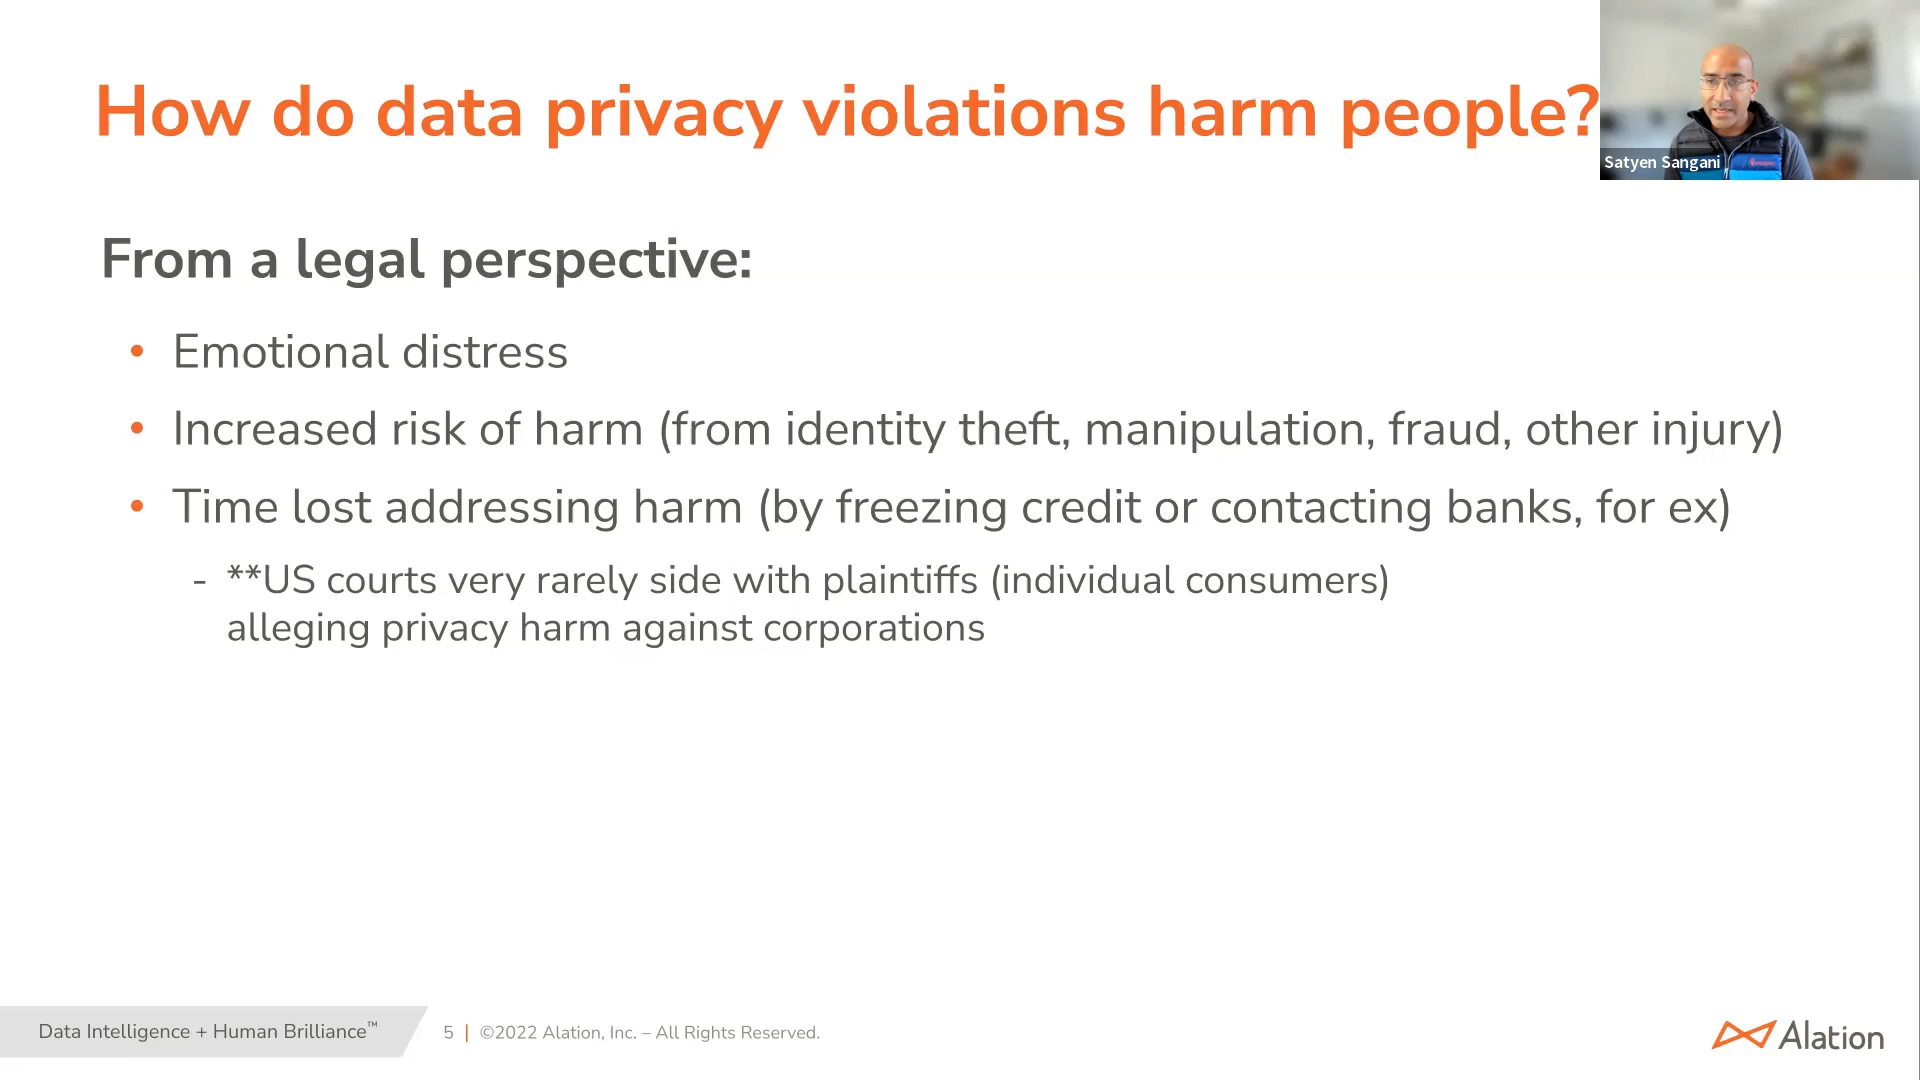 How do data privacy violations harm people?
Satyen Sangani
From a legal perspective:
• Emotional distress
• Increased risk of harm (from identity theft, manipulation, fraud, other injury)
• Time lost addressing harm (by freezing credit or contacting banks, for ex)
- **US courts very rarely side with plaintiffs (individual consumers)
alleging privacy harm against corporations
Data Intelligence + Human Brilliance™
5 | ©2022 Alation, Inc. – All Rights Reserved.
Alation